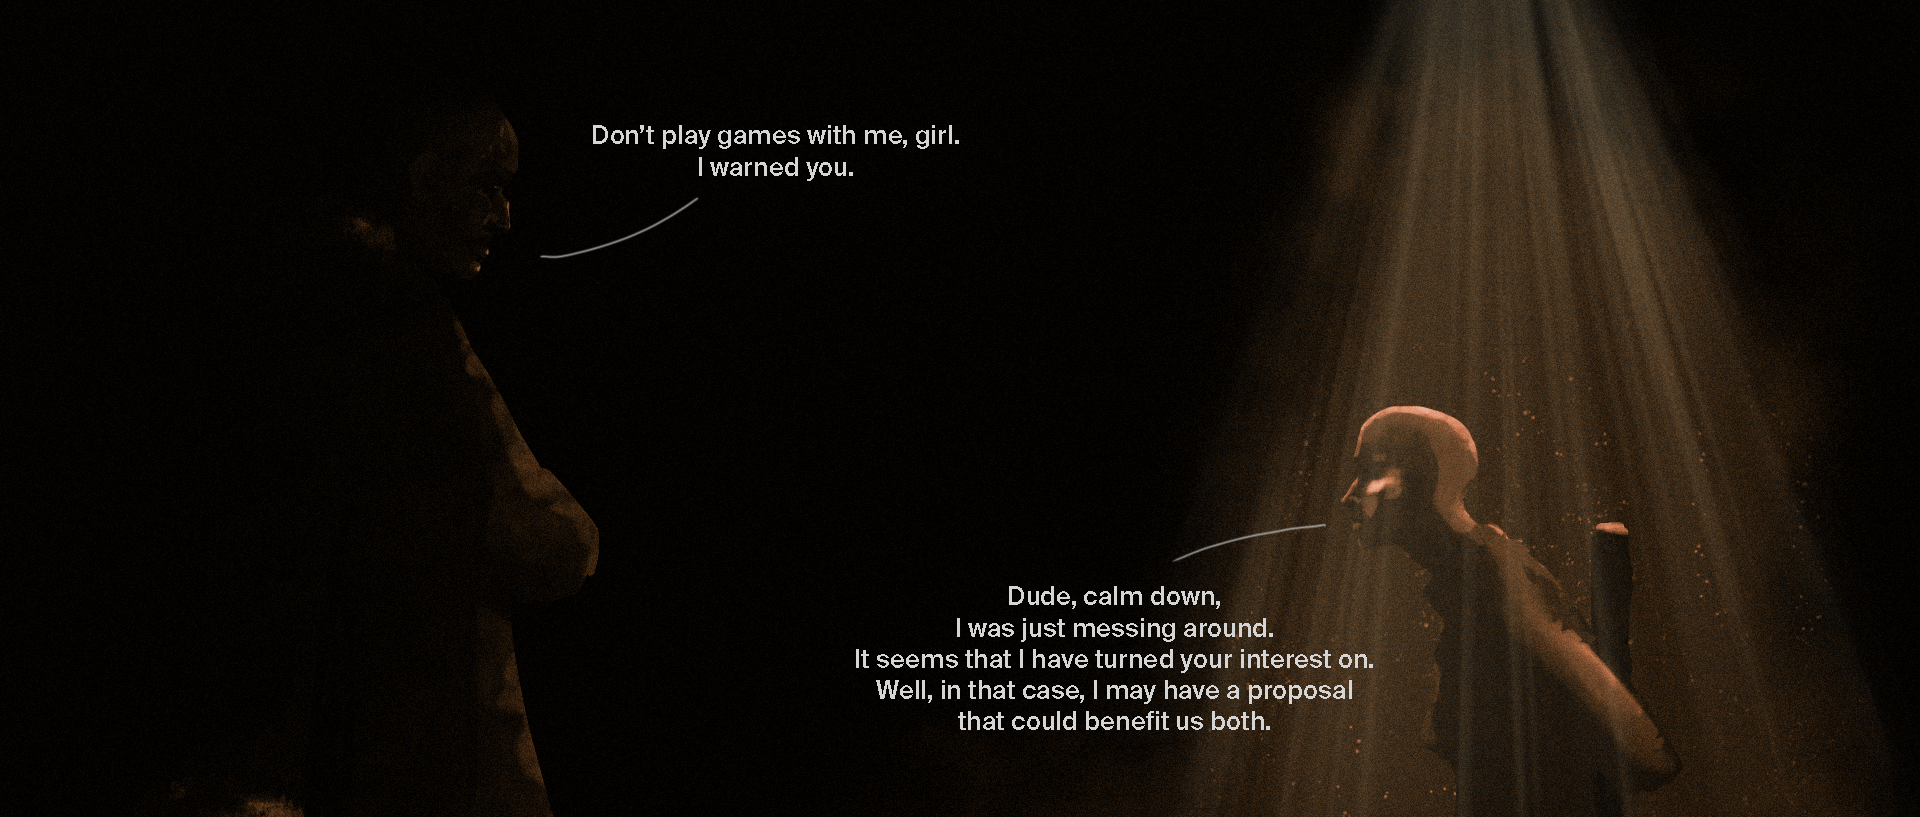 Don’t play games with me, girl.
I warned you.
Dude, calm down,
I was just messing around.
It seems that I have turned your interest on.
Well, in that case, I may have a proposal
that could benefit us both.